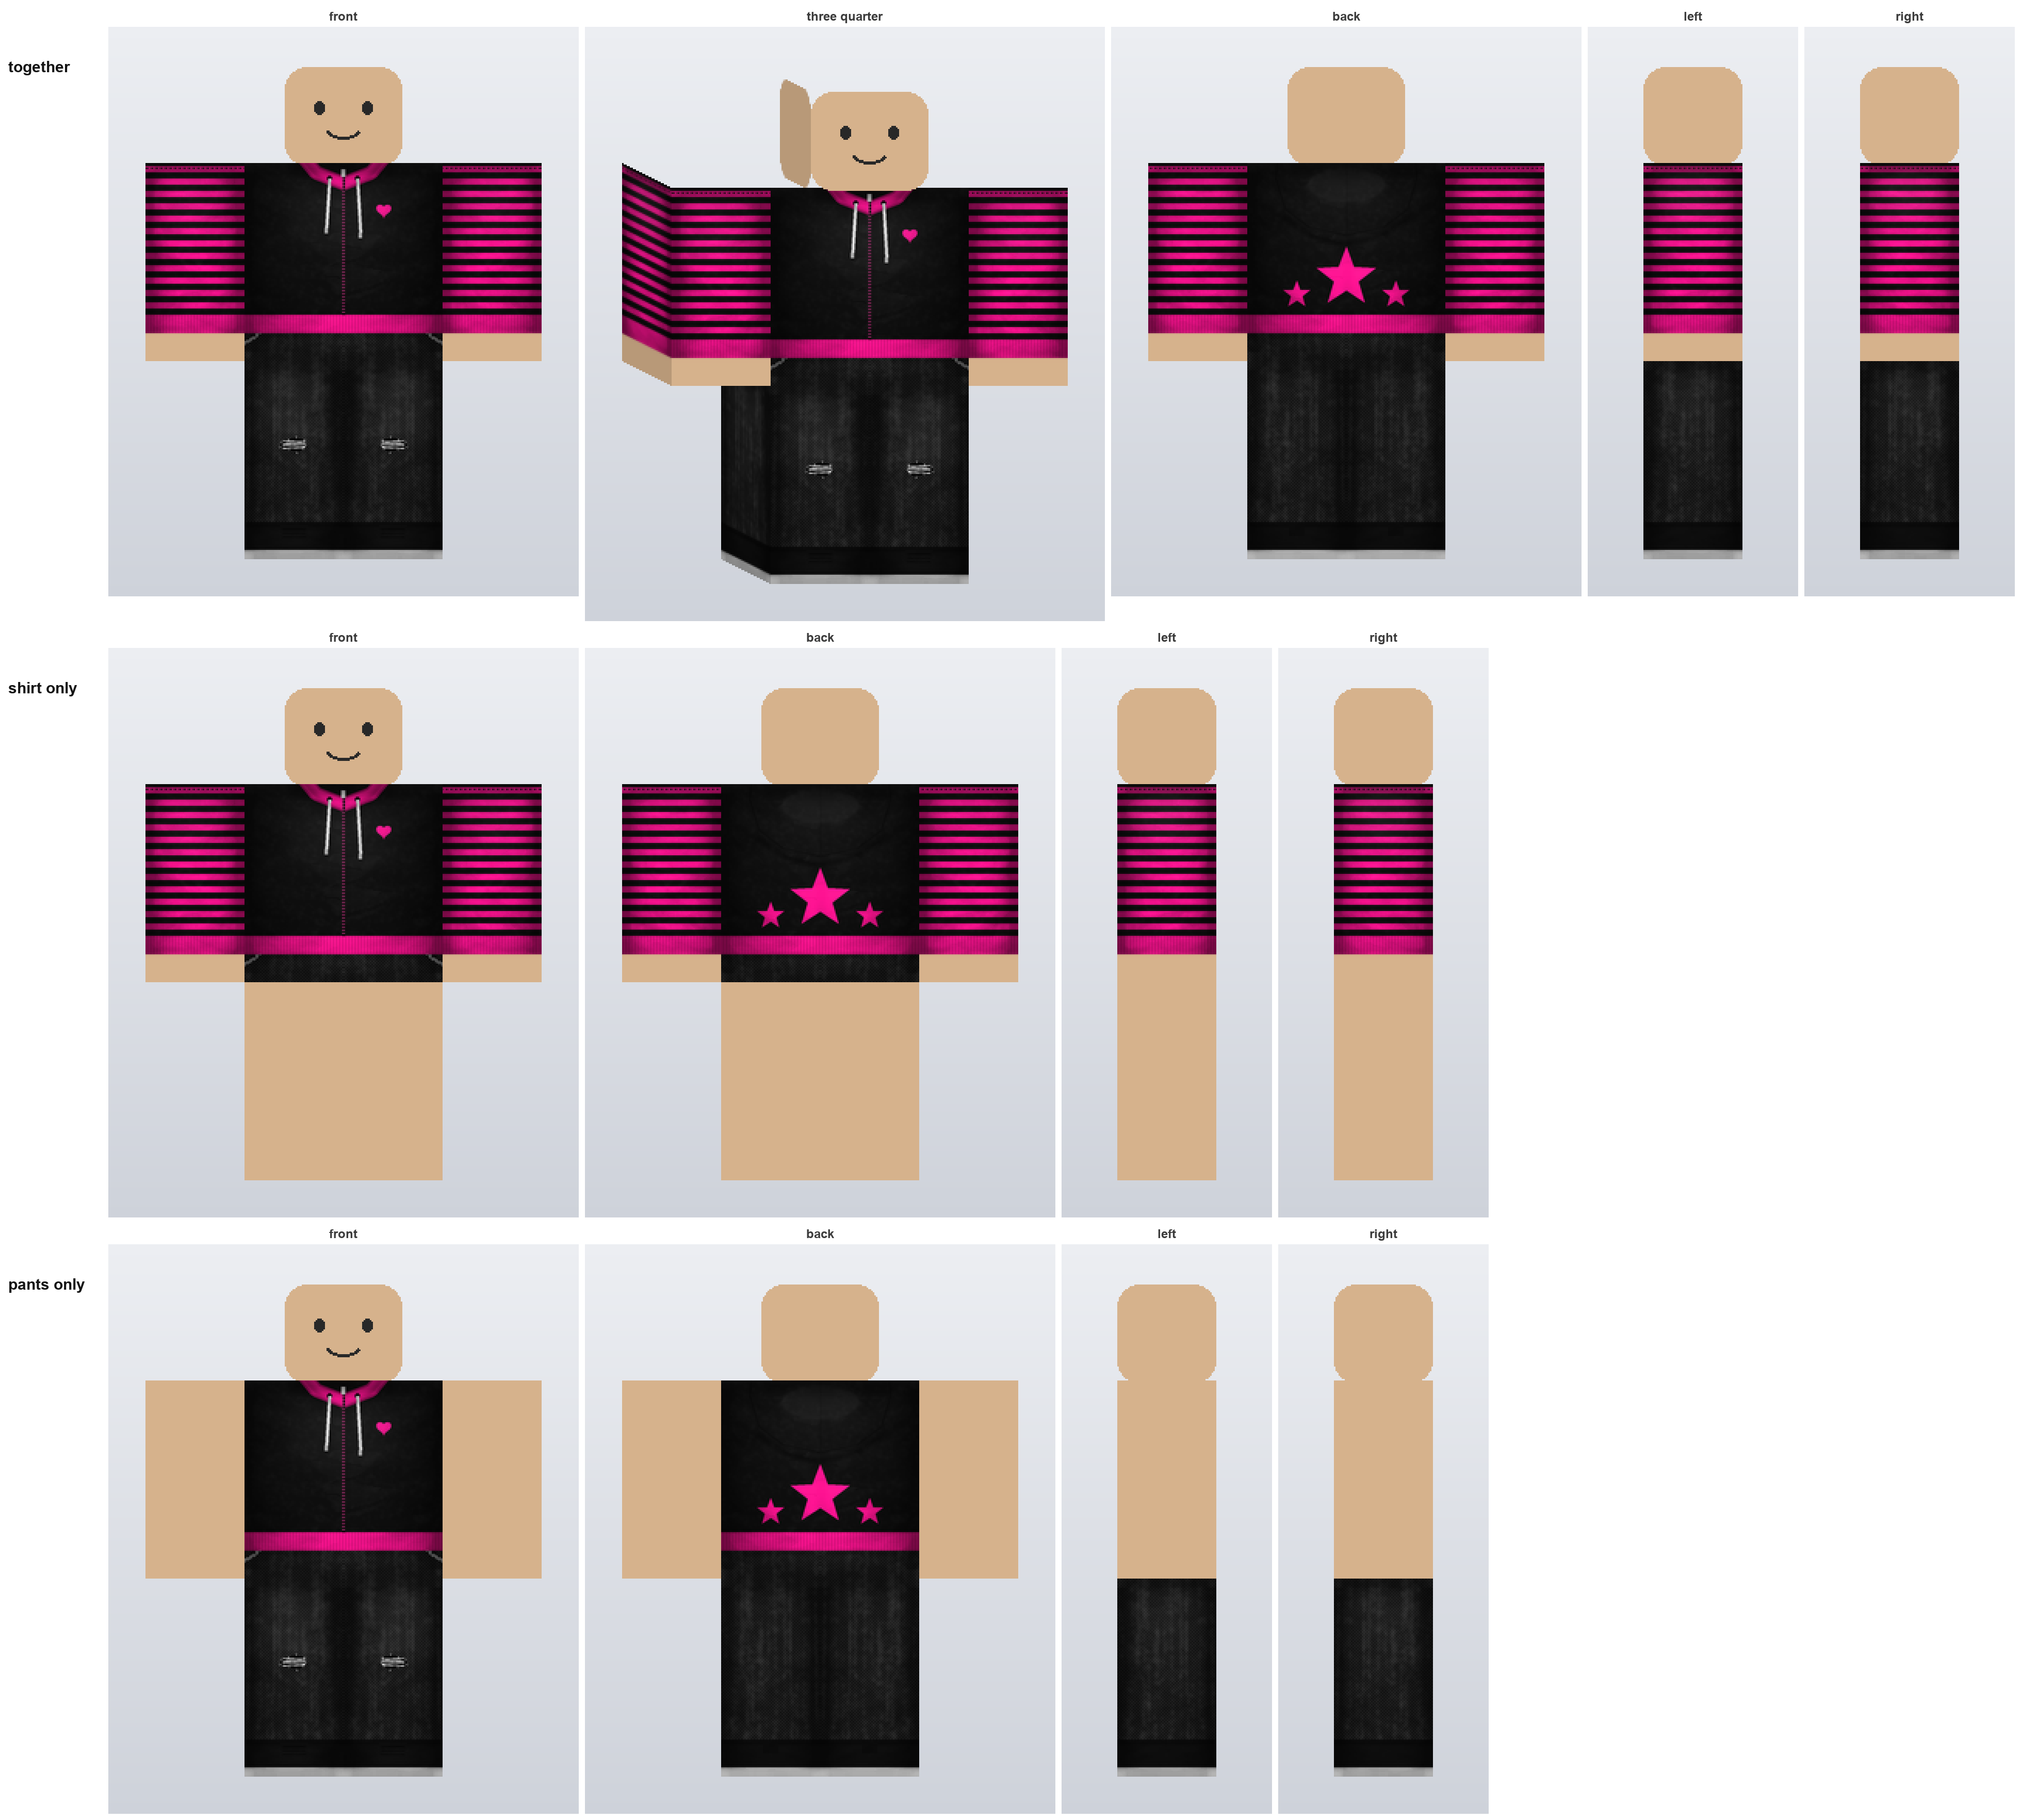 front
three quarter
back
left
right
together
front
back
left
right
shirt only
front
back
left
right
pants only